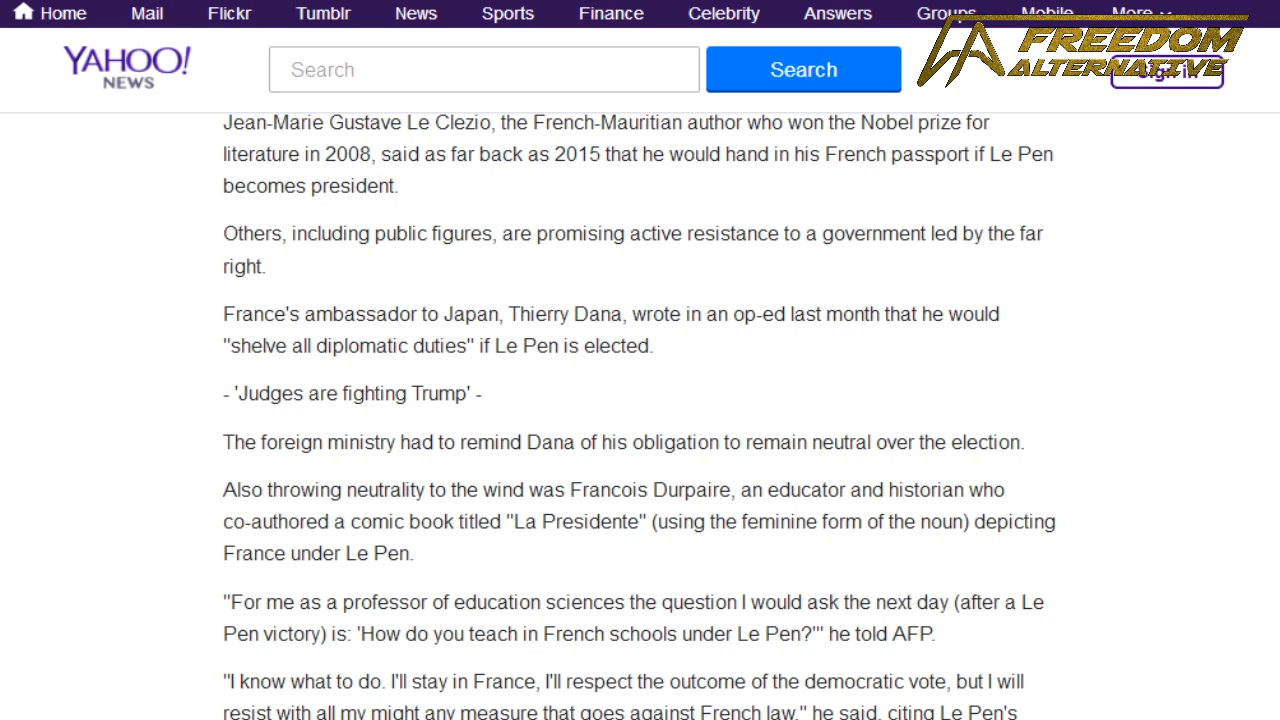 Home Mail Flickr Tumblr News Sports Finance Celebrity Answers Groups Mobile More
YAHOO!
NEWS
Search
Search
Sign in
FREEDOM
ALTERNATIVE
Jean-Marie Gustave Le Clezio, the French-Mauritian author who won the Nobel prize for
literature in 2008, said as far back as 2015 that he would hand in his French passport if Le Pen
becomes president.
Others, including public figures, are promising active resistance to a government led by the far
right.
France's ambassador to Japan, Thierry Dana, wrote in an op-ed last month that he would
"shelve all diplomatic duties" if Le Pen is elected.
- 'Judges are fighting Trump' -
The foreign ministry had to remind Dana of his obligation to remain neutral over the election.
Also throwing neutrality to the wind was Francois Durpaire, an educator and historian who
co-authored a comic book titled "La Presidente" (using the feminine form of the noun) depicting
France under Le Pen.
"For me as a professor of education sciences the question I would ask the next day (after a Le
Pen victory) is: 'How do you teach in French schools under Le Pen?'" he told AFP.
"I know what to do. I'll stay in France, I'll respect the outcome of the democratic vote, but I will
resist with all my might any measure that goes against French law," he said, citing Le Pen's